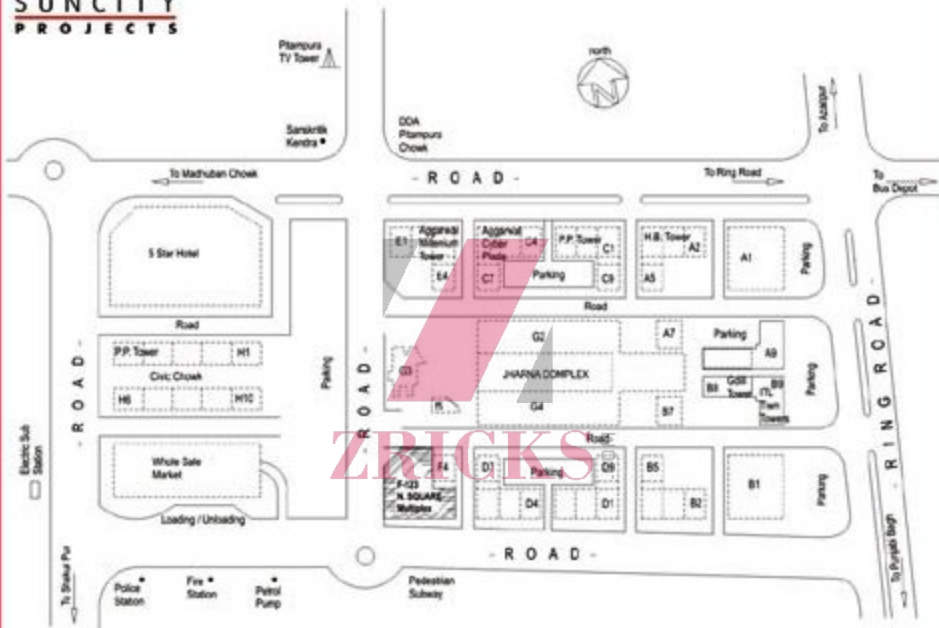 SUNCITY
PROJECTS
Pitampura
TV Tower
north
Sanskritik
Kendra
DDA
Pitampura
Chowk
To Azadpur
To Madhuban Chowk
- ROAD -
To Ring Road
To
Bus Depot
5 Star Hotel
E1
Aggarwal
Millenium
Tower
E4
Aggarwal
Cyber
Plaza
C4
C7
P.P. Tower
C1
Parking
C9
H.B. Tower
A2
A5
A1
Parking
Road
Road
P.P. Tower
H1
Civic Chowk
H6
H10
Parking
- ROAD -
- ROAD -
G2
JHARNA COMPLEX
G4
G3
A7
Parking
A9
B8
B9
ITL
Twin
Towers
B7
Parking
- RING ROAD -
ZRICKS
Road
Electric Sub
Station
Whole Sale
Market
Loading / Unloading
F4
F-123
N. SQUARE
Multiplex
Parking
D4
D1
B5
B2
B1
Parking
- ROAD -
To Shakur Pur
Police
Station
Fire
Station
Petrol
Pump
Pedestrian
Subway
To Punjabi Bagh